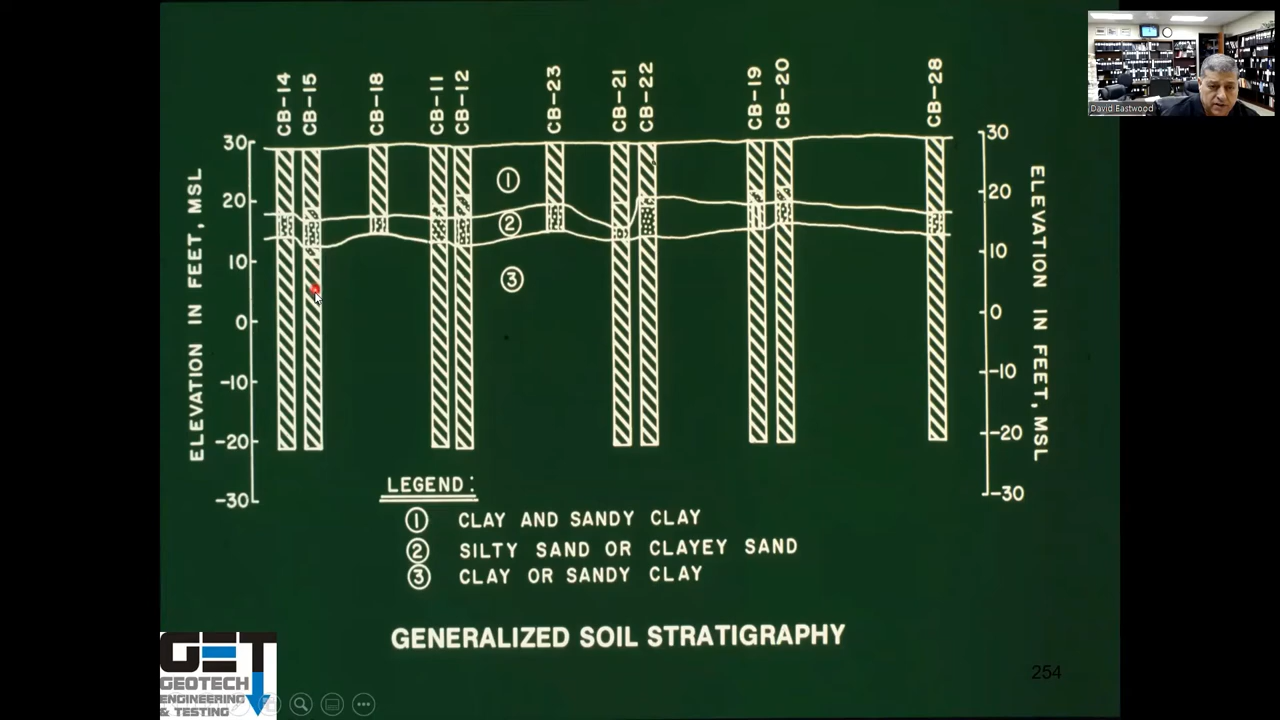 David Eastwood
CB-14
CB-15
CB-18
CB-11
CB-12
CB-23
CB-21
CB-22
CB-19
CB-20
CB-28
30
20
10
0
-10
-20
-30
ELEVATION IN FEET, MSL
1
2
3
30
20
10
0
-10
-20
-30
ELEVATION IN FEET, MSL
LEGEND:
1 CLAY AND SANDY CLAY
2 SILTY SAND OR CLAYEY SAND
3 CLAY OR SANDY CLAY
GENERALIZED SOIL STRATIGRAPHY
254
GET
GEOTECH
ENGINEERING
& TESTING